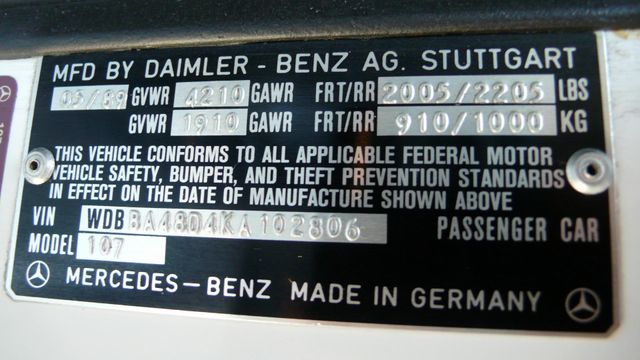 MFD BY DAIMLER - BENZ AG. STUTTGART
05/89 GVWR 4210 GAWR FRT/RR 2005/2205 LBS
GVWR 1910 GAWR FRT/RR 910/1000 KG
THIS VEHICLE CONFORMS TO ALL APPLICABLE FEDERAL MOTOR
VEHICLE SAFETY, BUMPER, AND THEFT PREVENTION STANDARDS
IN EFFECT ON THE DATE OF MANUFACTURE SHOWN ABOVE
VIN WDB BA48D4KA102806 PASSENGER CAR
MODEL 107
MERCEDES-BENZ MADE IN GERMANY